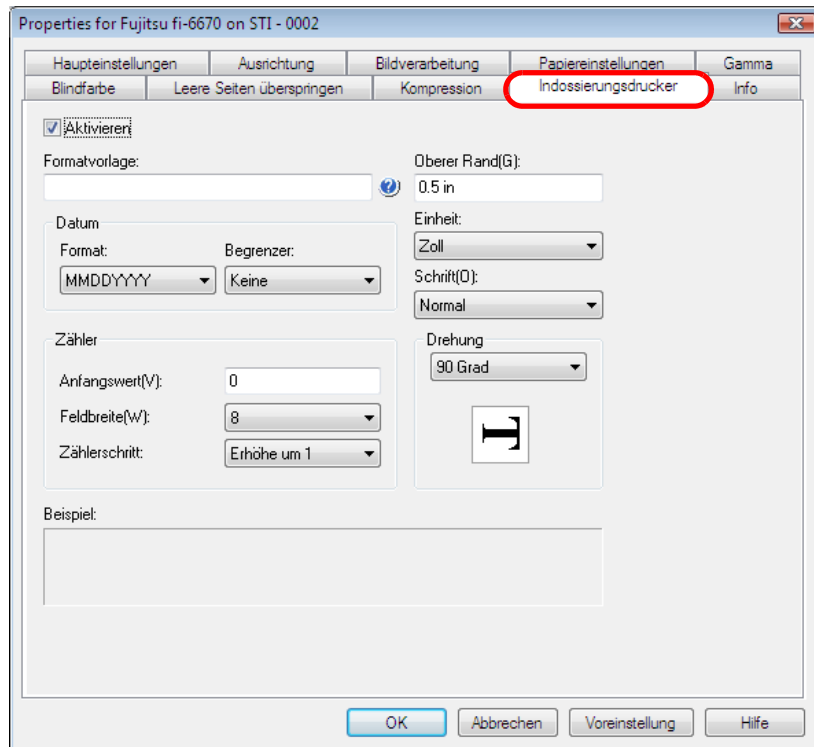 Properties for Fujitsu fi-6670 on STI - 0002
Haupteinstellungen Ausrichtung Bildverarbeitung Papiereinstellungen Gamma
Blindfarbe Leere Seiten überspringen Kompression Indossierungsdrucker Info
Aktivieren
Formatvorlage: Oberer Rand(G):
0.5 in
Datum Einheit:
Format: Begrenzer: Zoll
MMDDYYYY Keine Schrift(O):
Normal
Zähler Drehung
90 Grad
Anfangswert(V): 0
Feldbreite(W): 8
T
Zählerschritt: Erhöhe um 1
Beispiel:
OK Abbrechen Voreinstellung Hilfe